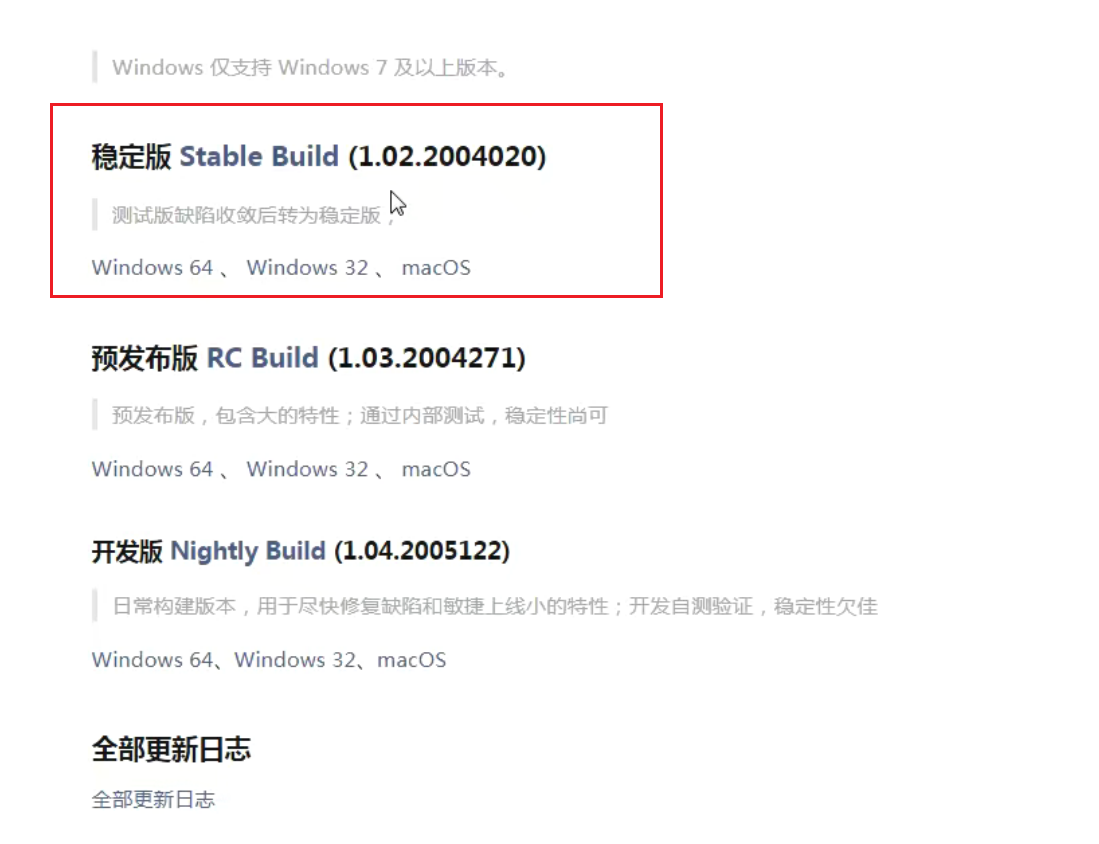 Windows 仅支持 Windows 7 及以上版本。
稳定版 Stable Build (1.02.2004020)
测试版缺陷收敛后转为稳定版，
Windows 64 、 Windows 32 、 macOS
预发布版 RC Build (1.03.2004271)
预发布版，包含大的特性；通过内部测试，稳定性尚可
Windows 64 、 Windows 32 、 macOS
开发版 Nightly Build (1.04.2005122)
日常构建版本，用于尽快修复缺陷和敏捷上线小的特性；开发自测验证，稳定性欠佳
Windows 64、Windows 32、macOS
全部更新日志
全部更新日志